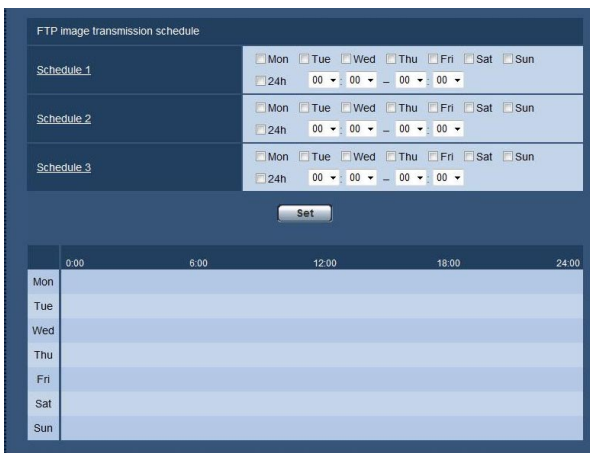 FTP image transmission schedule
Schedule 1
Mon Tue Wed Thu Fri Sat Sun
24h 00 : 00 – 00 : 00
Schedule 2
Mon Tue Wed Thu Fri Sat Sun
24h 00 : 00 – 00 : 00
Schedule 3
Mon Tue Wed Thu Fri Sat Sun
24h 00 : 00 – 00 : 00
Set
0:00 6:00 12:00 18:00 24:00
Mon
Tue
Wed
Thu
Fri
Sat
Sun